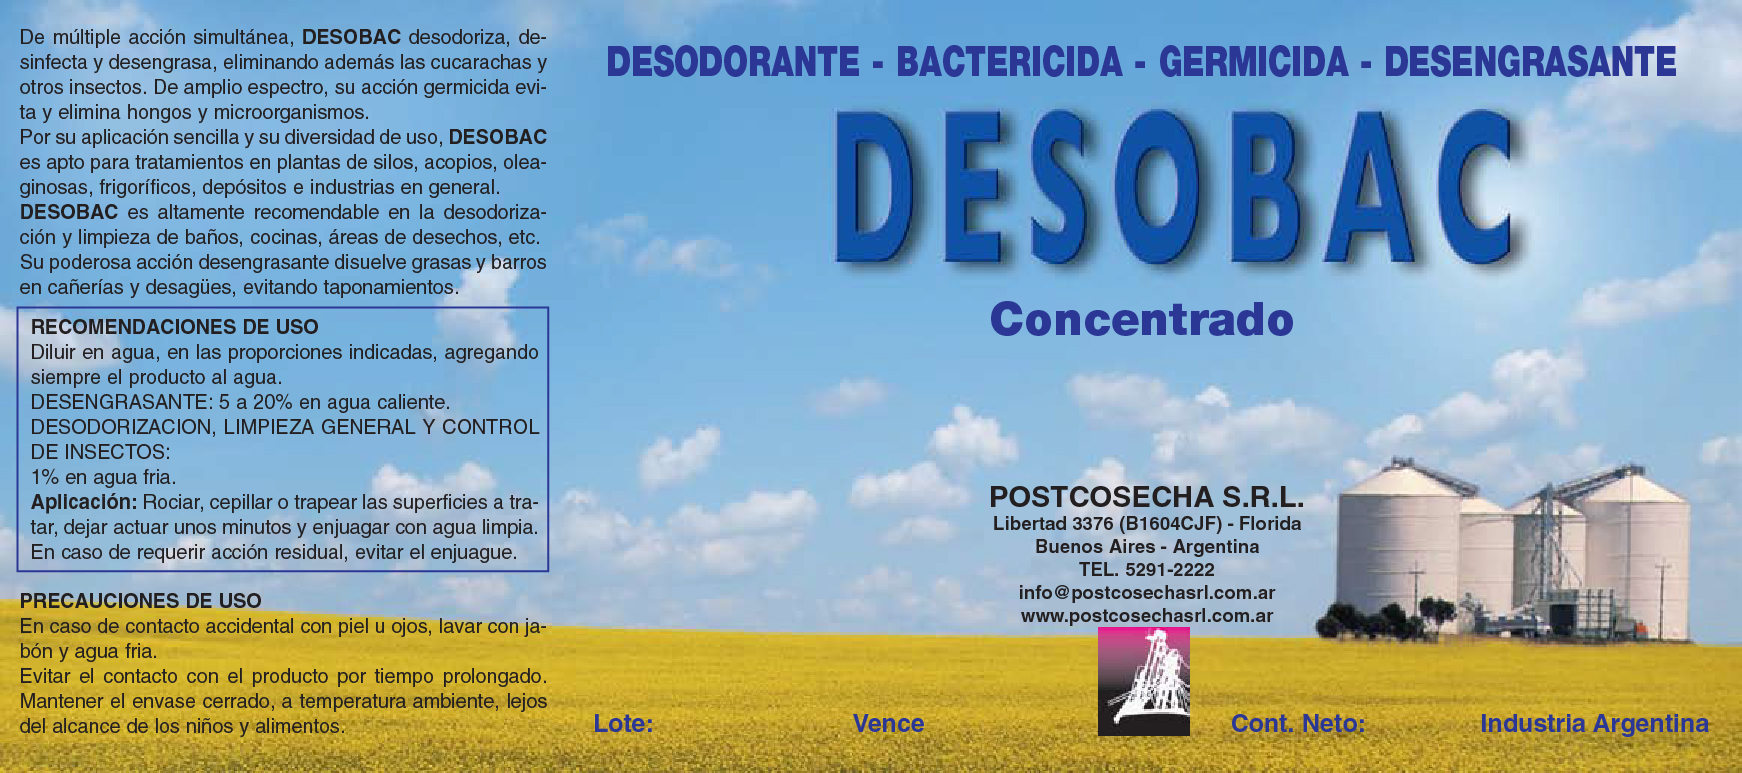 De múltiple acción simultánea, DESOBAC desodoriza, de-
sinfecta y desengrasa, eliminando además las cucarachas y
otros insectos. De amplio espectro, su acción germicida evi-
ta y elimina hongos y microorganismos.
Por su aplicación sencilla y su diversidad de uso, DESOBAC
es apto para tratamientos en plantas de silos, acopios, olea-
ginosas, frigoríficos, depósitos e industrias en general.
DESOBAC es altamente recomendable en la desodoriza-
ción y limpieza de baños, cocinas, áreas de desechos, etc.
Su poderosa acción desengrasante disuelve grasas y barros
en cañerías y desagües, evitando taponamientos.
RECOMENDACIONES DE USO
Diluir en agua, en las proporciones indicadas, agregando
siempre el producto al agua.
DESENGRASANTE: 5 a 20% en agua caliente.
DESODORIZACION, LIMPIEZA GENERAL Y CONTROL
DE INSECTOS:
1% en agua fria.
Aplicación: Rociar, cepillar o trapear las superficies a tra-
tar, dejar actuar unos minutos y enjuagar con agua limpia.
En caso de requerir acción residual, evitar el enjuague.
PRECAUCIONES DE USO
En caso de contacto accidental con piel u ojos, lavar con ja-
bón y agua fria.
Evitar el contacto con el producto por tiempo prolongado.
Mantener el envase cerrado, a temperatura ambiente, lejos
del alcance de los niños y alimentos.
DESODORANTE - BACTERICIDA - GERMICIDA - DESENGRASANTE
DESOBAC
Concentrado
POSTCOSECHA S.R.L.
Libertad 3376 (B1604CJF) - Florida
Buenos Aires - Argentina
TEL. 5291-2222
info@postcosechasrl.com.ar
www.postcosechasrl.com.ar
Lote: Vence Cont. Neto: Industria Argentina